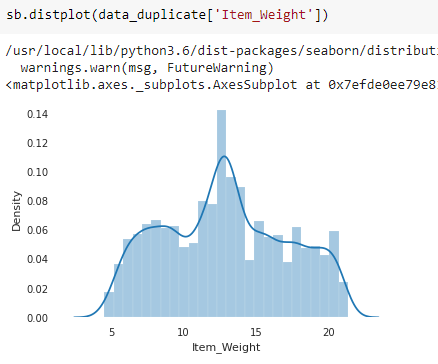 sb.distplot(data_duplicate['Item_Weight'])
/usr/local/lib/python3.6/dist-packages/seaborn/distributi
warnings.warn(msg, FutureWarning)
<matplotlib.axes._subplots.AxesSubplot at 0x7efde0ee79e8
0.14
0.12
0.10
0.08
0.06
0.04
0.02
0.00
Density
5 10 15 20
Item_Weight